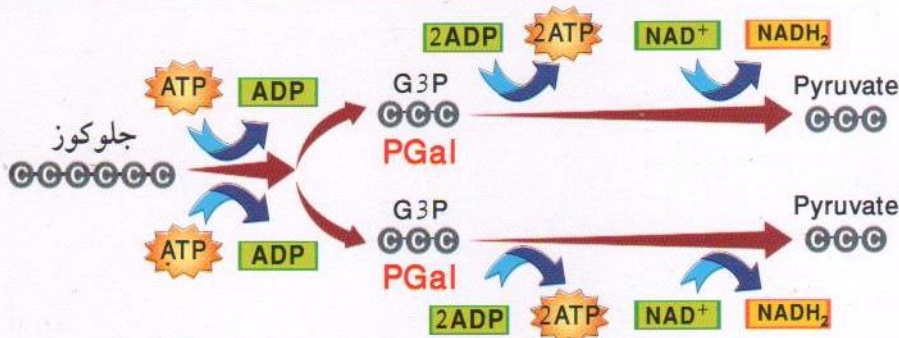 2ADP 2ATP NAD⁺ NADH₂
ATP ADP G3P Pyruvate
C-C-C C-C-C
جلوكوز PGal
C-C-C-C-C-C
G3P Pyruvate
C-C-C C-C-C
ATP ADP PGal
2ADP 2ATP NAD⁺ NADH₂